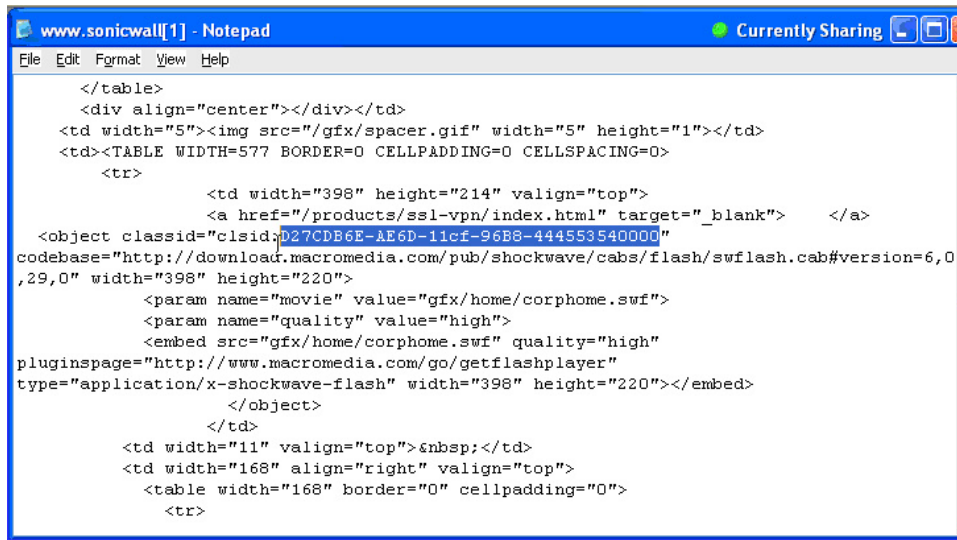 www.sonicwall[1] - Notepad Currently Sharing
File Edit Format View Help
</table>
<div align="center"></div></td>
<td width="5"><img src="/gfx/spacer.gif" width="5" height="1"></td>
<td><TABLE WIDTH=577 BORDER=0 CELLPADDING=0 CELLSPACING=0>
<tr>
<td width="398" height="214" valign="top">
<a href="/products/ssl-vpn/index.html" target="_blank"> </a>
<object classid="clsid:D27CDB6E-AE6D-11cf-96B8-444553540000"
codebase="http://download.macromedia.com/pub/shockwave/cabs/flash/swflash.cab#version=6,0
,29,0" width="398" height="220">
<param name="movie" value="gfx/home/corphome.swf">
<param name="quality" value="high">
<embed src="gfx/home/corphome.swf" quality="high"
pluginspage="http://www.macromedia.com/go/getflashplayer"
type="application/x-shockwave-flash" width="398" height="220"></embed>
</object>
</td>
<td width="11" valign="top">&nbsp;</td>
<td width="168" align="right" valign="top">
<table width="168" border="0" cellpadding="0">
<tr>